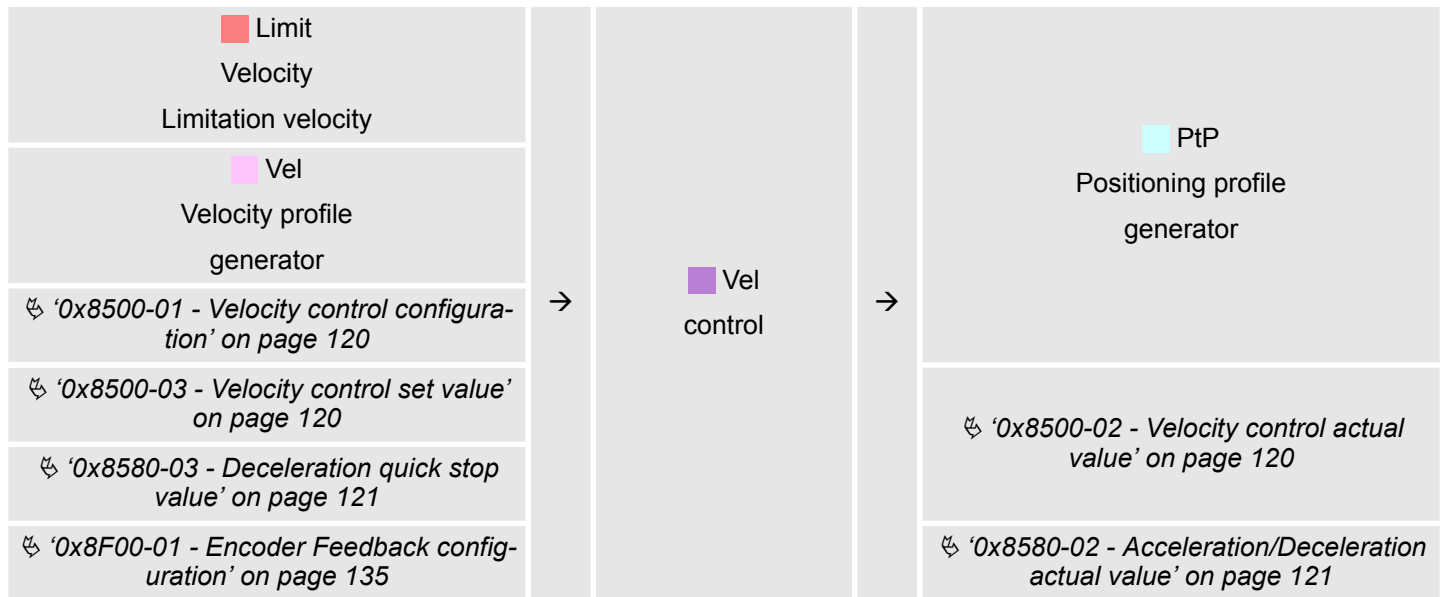 Limit
Velocity
Limitation velocity
Vel
Velocity profile
generator
↳ '0x8500-01 - Velocity control configura-
tion' on page 120
↳ '0x8500-03 - Velocity control set value'
on page 120
↳ '0x8580-03 - Deceleration quick stop
value' on page 121
↳ '0x8F00-01 - Encoder Feedback config-
uration' on page 135
→
Vel
control
→
PtP
Positioning profile
generator
↳ '0x8500-02 - Velocity control actual
value' on page 120
↳ '0x8580-02 - Acceleration/Deceleration
actual value' on page 121